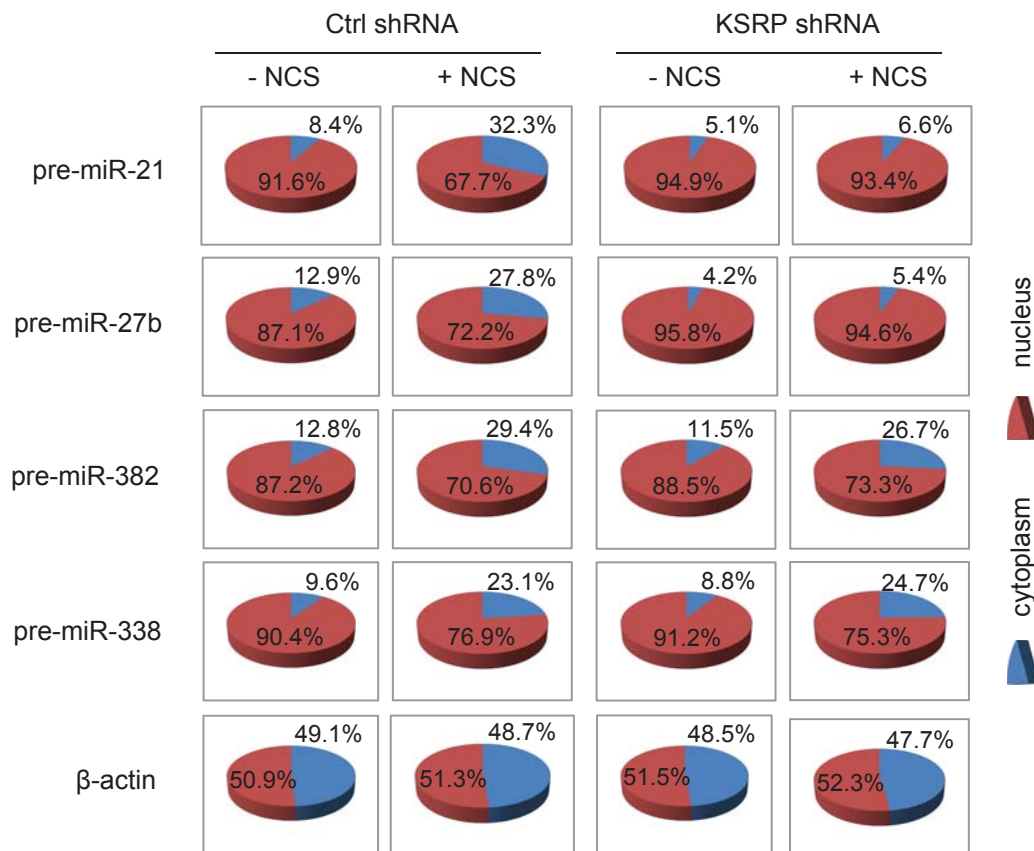 Ctrl shRNA KSRP shRNA
- NCS + NCS - NCS + NCS
pre-miR-21
8.4% 32.3% 5.1% 6.6%
91.6% 67.7% 94.9% 93.4%
pre-miR-27b
12.9% 27.8% 4.2% 5.4%
87.1% 72.2% 95.8% 94.6%
pre-miR-382
12.8% 29.4% 11.5% 26.7%
87.2% 70.6% 88.5% 73.3%
pre-miR-338
9.6% 23.1% 8.8% 24.7%
90.4% 76.9% 91.2% 75.3%
β-actin
49.1% 48.7% 48.5% 47.7%
50.9% 51.3% 51.5% 52.3%
nucleus
cytoplasm